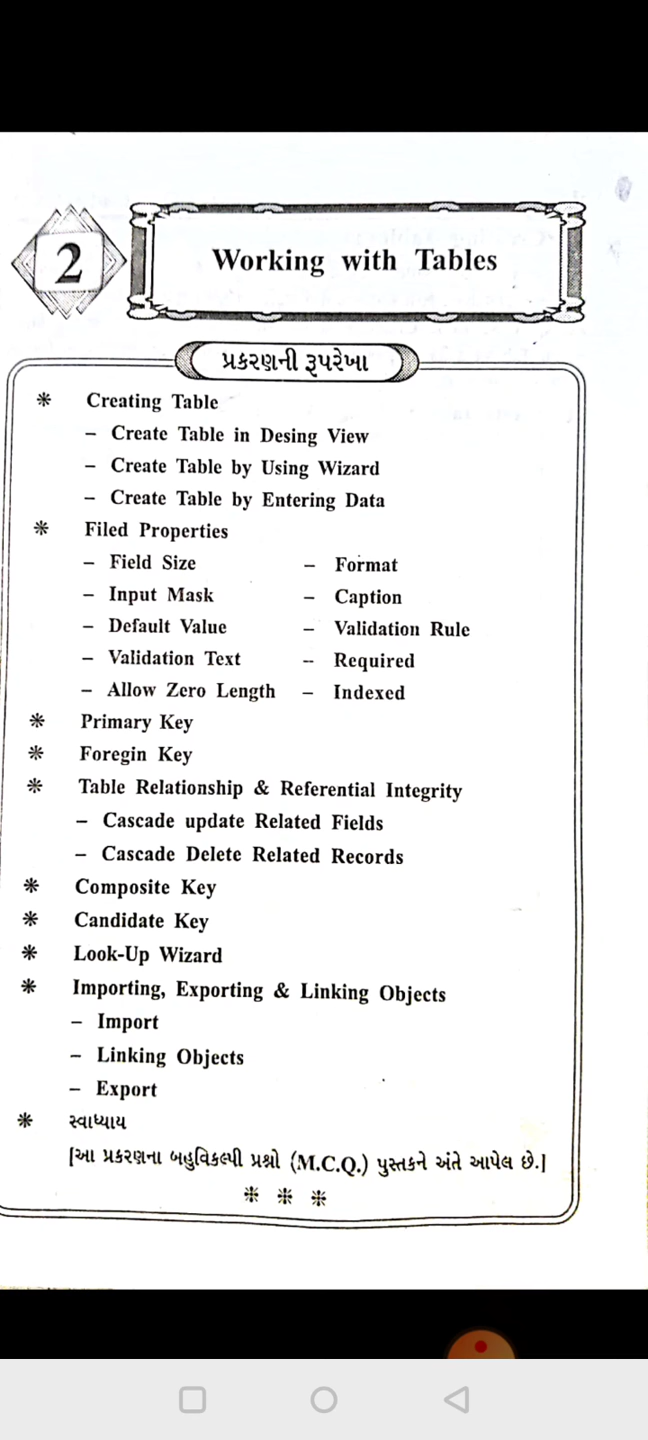 2
Working with Tables
પ્રકરણની રૂપરેખા
❊ Creating Table
– Create Table in Desing View
– Create Table by Using Wizard
– Create Table by Entering Data
❊ Filed Properties
– Field Size – Format
– Input Mask – Caption
– Default Value – Validation Rule
– Validation Text – Required
– Allow Zero Length – Indexed
❊ Primary Key
❊ Foregin Key
❊ Table Relationship & Referential Integrity
– Cascade update Related Fields
– Cascade Delete Related Records
❊ Composite Key
❊ Candidate Key
❊ Look-Up Wizard
❊ Importing, Exporting & Linking Objects
– Import
– Linking Objects
– Export
❊ સ્વાધ્યાય
[આ પ્રકરણના બહુવિકલ્પી પ્રશ્નો (M.C.Q.) પુસ્તકને અંતે આપેલ છે.]
❊ ❊ ❊